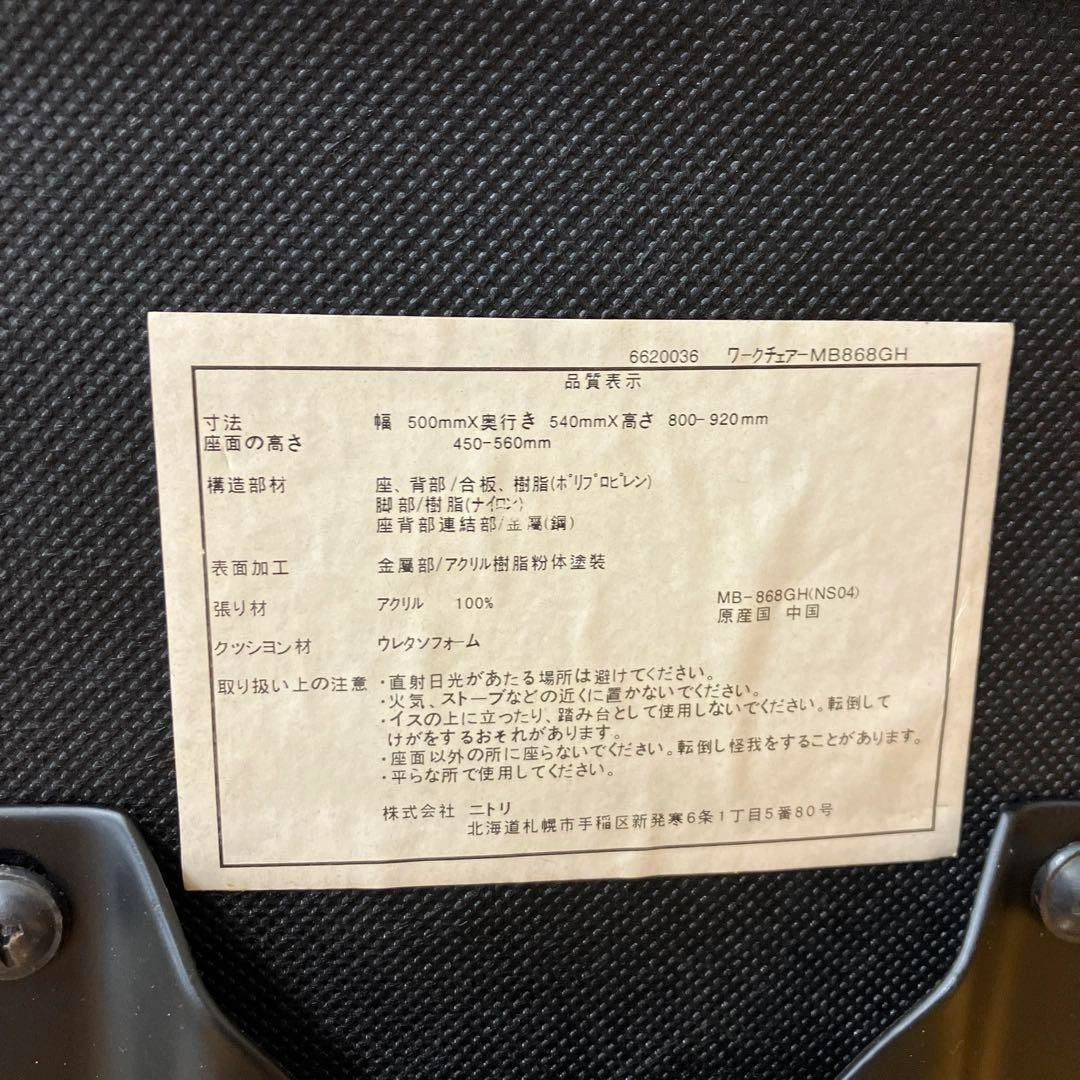 6620036 ワークチェアーMB868GH
品質表示
寸法 幅 500mmX奥行き 540mmX高さ 800-920mm
座面の高さ 450-560mm
構造部材 座、背部/合板、樹脂(ポリプロピレン)
脚部/樹脂(ナイロン)
座背部連結部/金属(鋼)
表面加工 金属部/アクリル樹脂粉体塗装
張り材 アクリル 100%
MB-868GH(NS04)
原産国 中国
クッシヨン材 ウレタソフォーム
取り扱い上の注意 ・直射日光があたる場所は避けてください。
・火気、ストーブなどの近くに置かないでください。
・イスの上に立ったり、踏み台として使用しないでください。転倒して
けがをするおそれがあります。
・座面以外の所に座らないでください。転倒し怪我をすることがあります。
・平らな所で使用してください。
株式会社 ニトリ
北海道札幌市手稲区新発寒6条1丁目5番80号